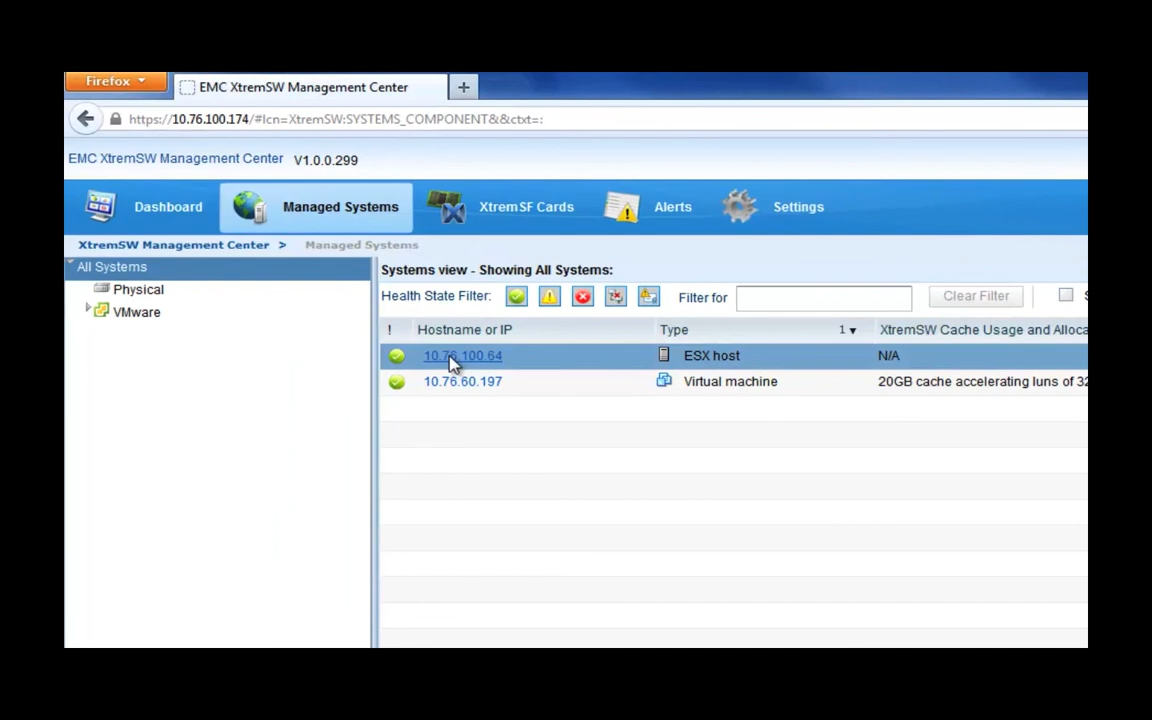 Firefox
EMC XtremSW Management Center
https://10.76.100.174/#lcn=XtremSW:SYSTEMS_COMPONENT&&ctxt=:
EMC XtremSW Management Center V1.0.0.299
Dashboard Managed Systems XtremSF Cards Alerts Settings
XtremSW Management Center > Managed Systems
All Systems
Physical
VMware
Systems view - Showing All Systems:
Health State Filter: Filter for Clear Filter S
! Hostname or IP Type 1 XtremSW Cache Usage and Alloca
10.76.100.64 ESX host N/A
10.76.60.197 Virtual machine 20GB cache accelerating luns of 32